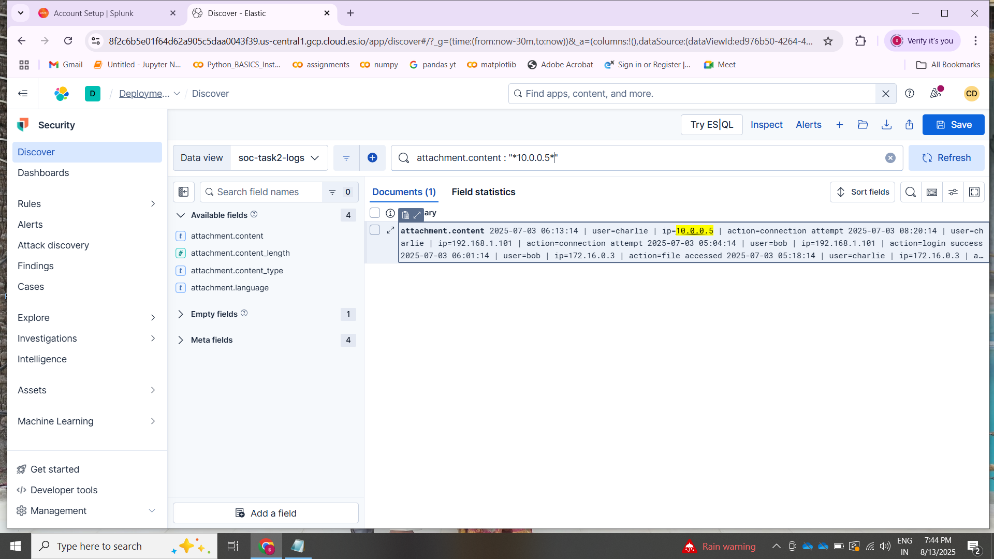 Account Setup | Splunk
Discover - Elastic
8f2c6b5e01f64d62a905c5daa0043f39.us-central1.gcp.cloud.es.io/app/discover#/?_g=(time:(from:now-30m,to:now))&_a=(columns:!(),dataSource:(dataViewId:ed976b50-4264-4...
Verify it's you
Gmail
Untitled - Jupyter N...
Python_BASICS_Inst...
assignments
numpy
pandas yt
matplotlib
Adobe Acrobat
Sign in or Register |...
Meet
All Bookmarks
D
Deployme...
Discover
Find apps, content, and more.
CD
Security
Try ES|QL
Inspect
Alerts
Save
Discover
Dashboards
Rules
Alerts
Attack discovery
Findings
Cases
Explore
Investigations
Intelligence
Assets
Machine Learning
Get started
Developer tools
Management
Data view
soc-task2-logs
attachment.content : "*10.0.0.5*"
Refresh
Search field names
0
Available fields
4
attachment.content
attachment.content_length
attachment.content_type
attachment.language
Empty fields
1
Meta fields
4
Add a field
Documents (1)
Field statistics
Sort fields
ary
attachment.content 2025-07-03 06:13:14 | user=charlie | ip=10.0.0.5 | action=connection attempt 2025-07-03 08:20:14 | user=ch
arlie | ip=192.168.1.101 | action=connection attempt 2025-07-03 05:04:14 | user=bob | ip=192.168.1.101 | action=login success
2025-07-03 06:01:14 | user=bob | ip=172.16.0.3 | action=file accessed 2025-07-03 05:18:14 | user=charlie | ip=172.16.0.3 | a...
Type here to search
Rain warning
ENG
IN
7:44 PM
8/13/2025
2